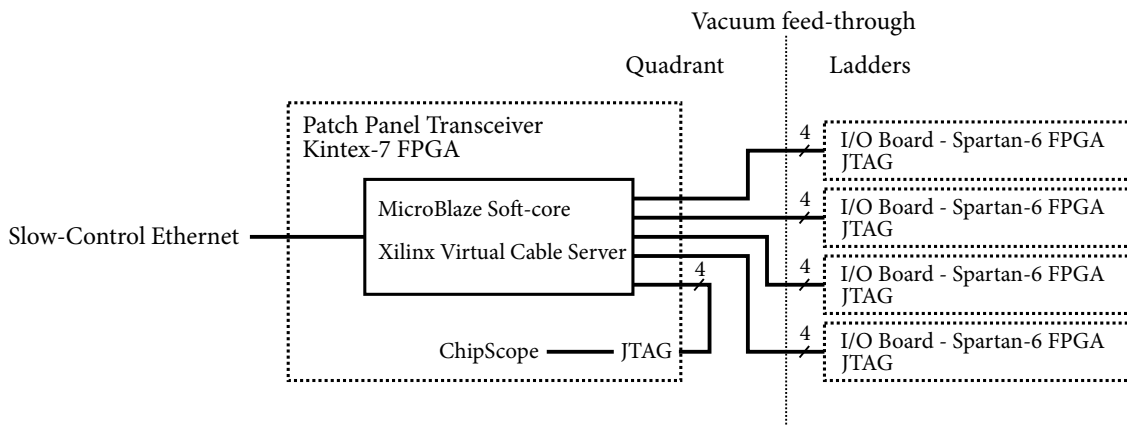 Vacuum feed-through
Quadrant
Ladders
Patch Panel Transceiver
Kintex-7 FPGA
MicroBlaze Soft-core
Xilinx Virtual Cable Server
Slow-Control Ethernet
4
ChipScope
JTAG
4
I/O Board - Spartan-6 FPGA
JTAG
4
I/O Board - Spartan-6 FPGA
JTAG
4
I/O Board - Spartan-6 FPGA
JTAG
4
I/O Board - Spartan-6 FPGA
JTAG